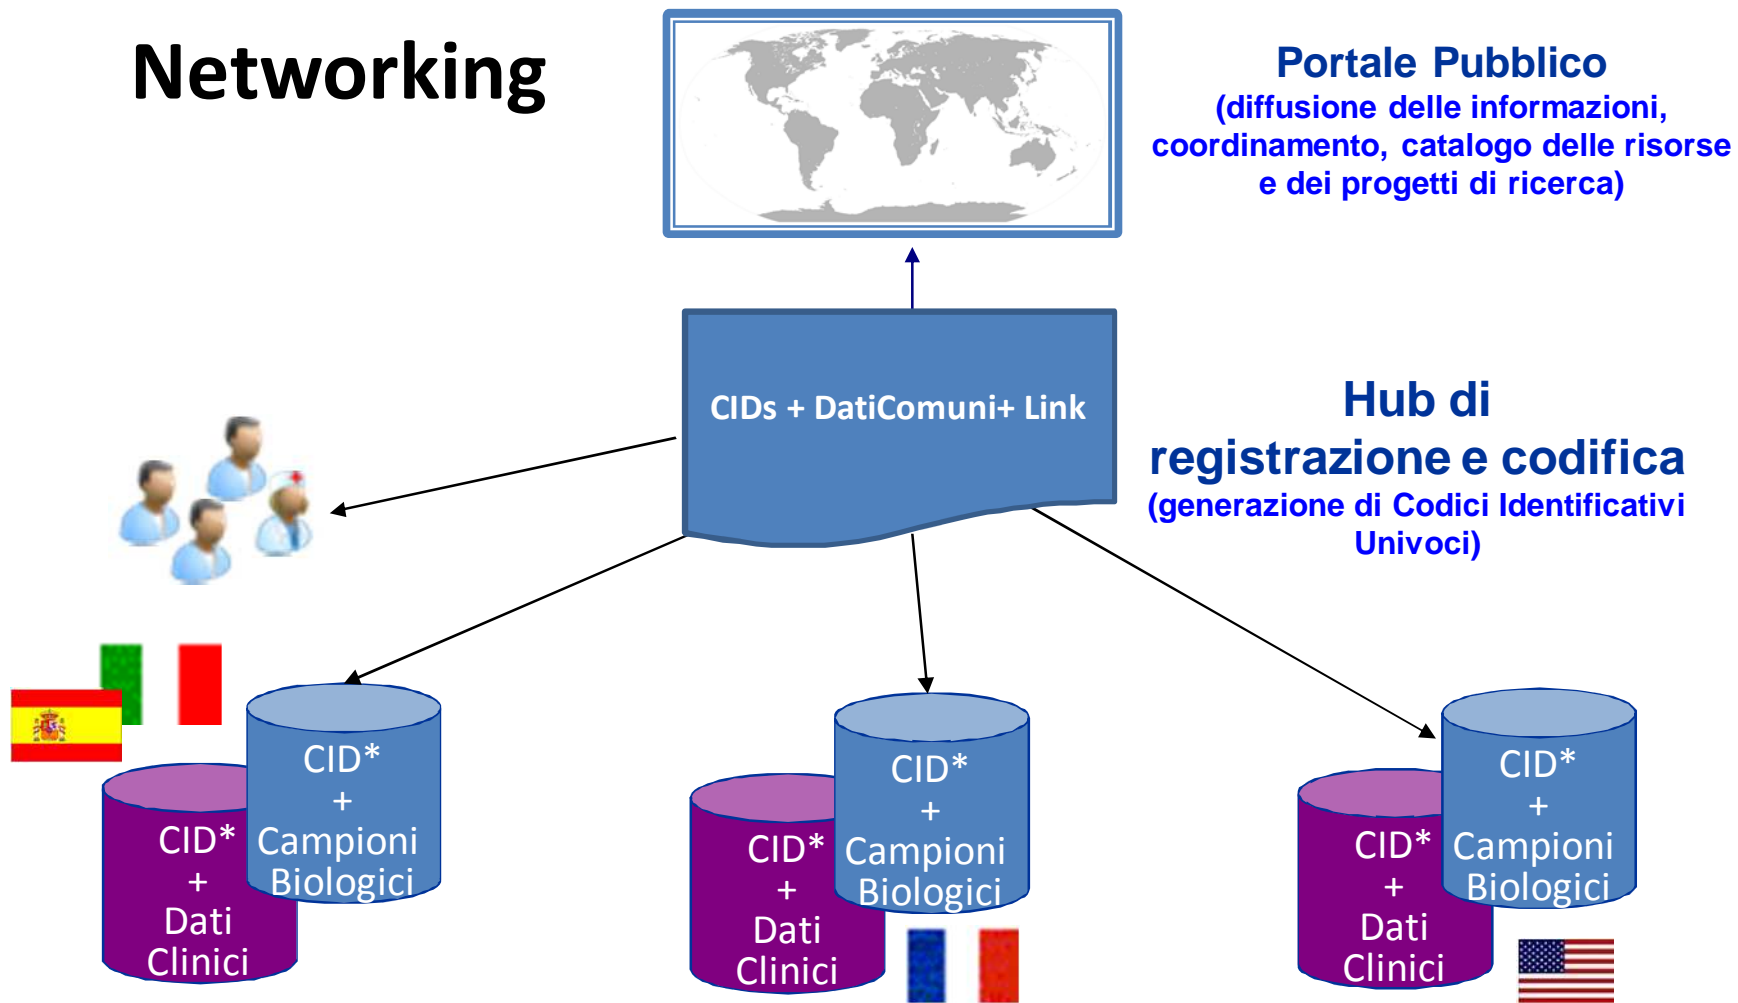 Networking
Portale Pubblico
(diffusione delle informazioni,
coordinamento, catalogo delle risorse
e dei progetti di ricerca)
CIDs + DatiComuni+ Link
Hub di
registrazione e codifica
(generazione di Codici Identificativi
Univoci)
CID*
+
Campioni
Biologici
CID*
+
Dati
Clinici
CID*
+
Campioni
Biologici
CID*
+
Dati
Clinici
CID*
+
Campioni
Biologici
CID*
+
Dati
Clinici